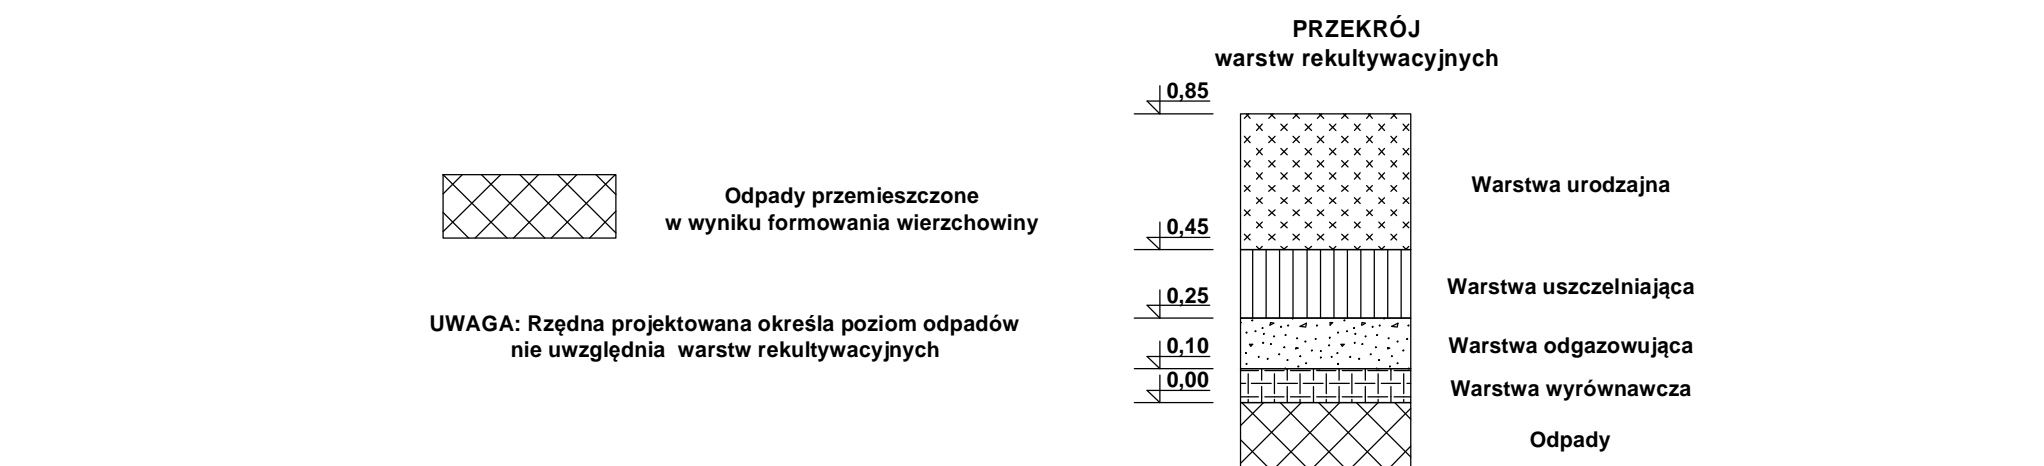 PRZEKRÓJ
warstw rekultywacyjnych
0,85
Warstwa urodzajna
Odpady przemieszczone
w wyniku formowania wierzchowiny
0,45
Warstwa uszczelniająca
0,25
UWAGA: Rzędna projektowana określa poziom odpadów
nie uwzględnia  warstw rekultywacyjnych
0,10
Warstwa odgazowująca
0,00
Warstwa wyrównawcza
Odpady